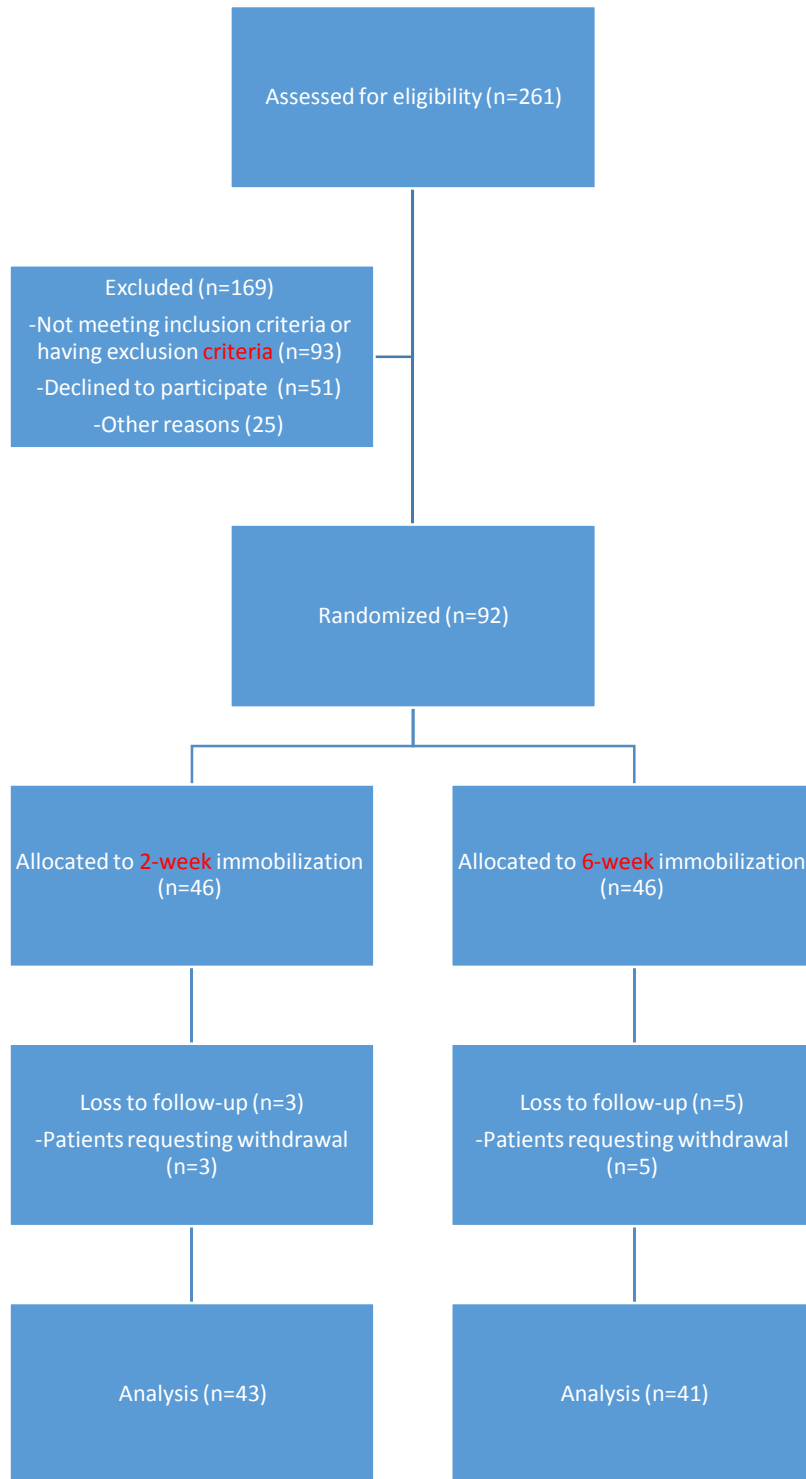 Assessed for eligibility (n=261)
Excluded (n=169)
-Not meeting inclusion criteria or
having exclusion criteria (n=93)
-Declined to participate (n=51)
-Other reasons (25)
Randomized (n=92)
Allocated to 2-week immobilization
(n=46)
Allocated to 6-week immobilization
(n=46)
Loss to follow-up (n=3)
-Patients requesting withdrawal
(n=3)
Loss to follow-up (n=5)
-Patients requesting withdrawal
(n=5)
Analysis (n=43)
Analysis (n=41)